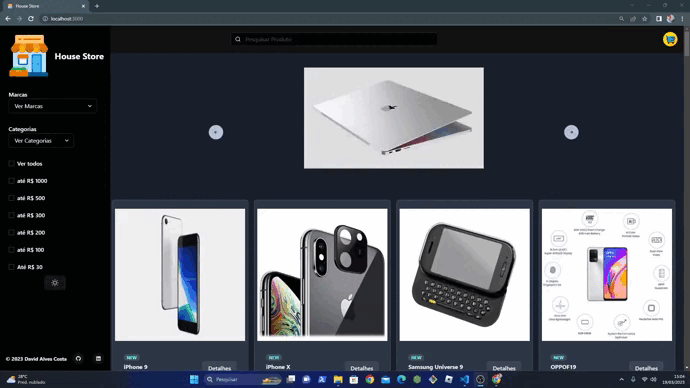 House Store
localhost:3000
House Store
Pesquisar Produto
Marcas
Ver Marcas
Categorias
Ver Categorias
Ver todos
até R$ 1000
até R$ 500
até R$ 300
até R$ 200
até R$ 100
Até R$ 30
© 2023 David Alves Costa
NEW
iPhone 9
Detalhes
NEW
iPhone X
Detalhes
NEW
Samsung Universe 9
Detalhes
NEW
OPPOF19
Detalhes
28°C
Pred. nublado
Pesquisar
15:04
19/03/2023